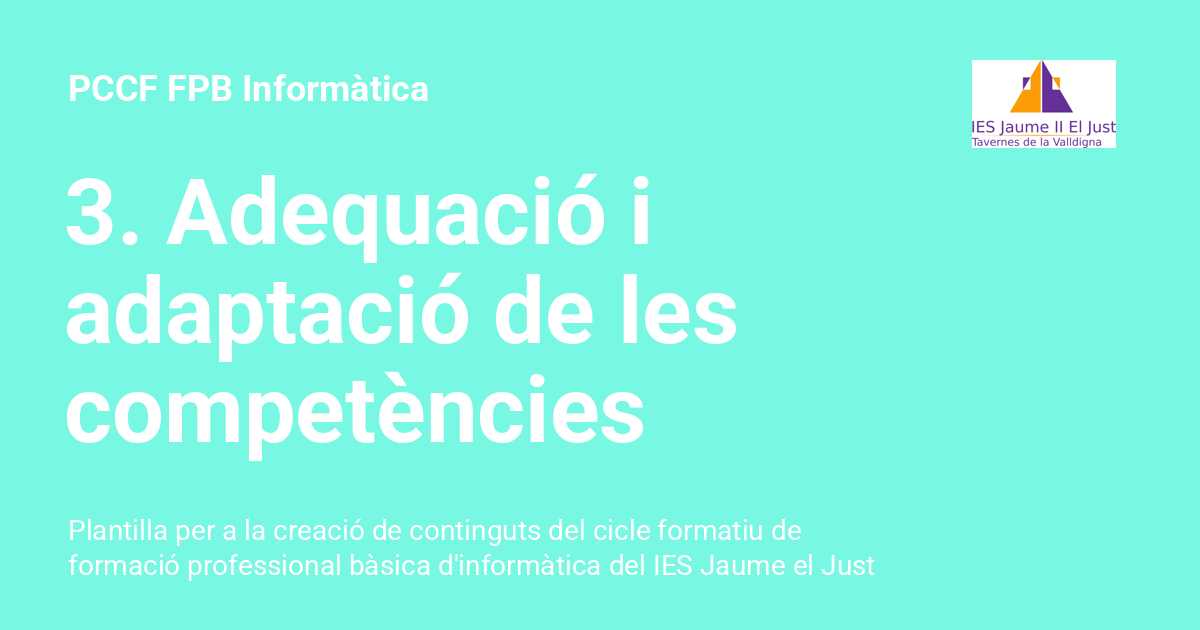 PCCF FPB Informàtica
IES Jaume II El Just
Tavernes de la Valldigna
3. Adequació i
adaptació de les
competències
Plantilla per a la creació de continguts del cicle formatiu de
formació professional bàsica d'informàtica del IES Jaume el Just